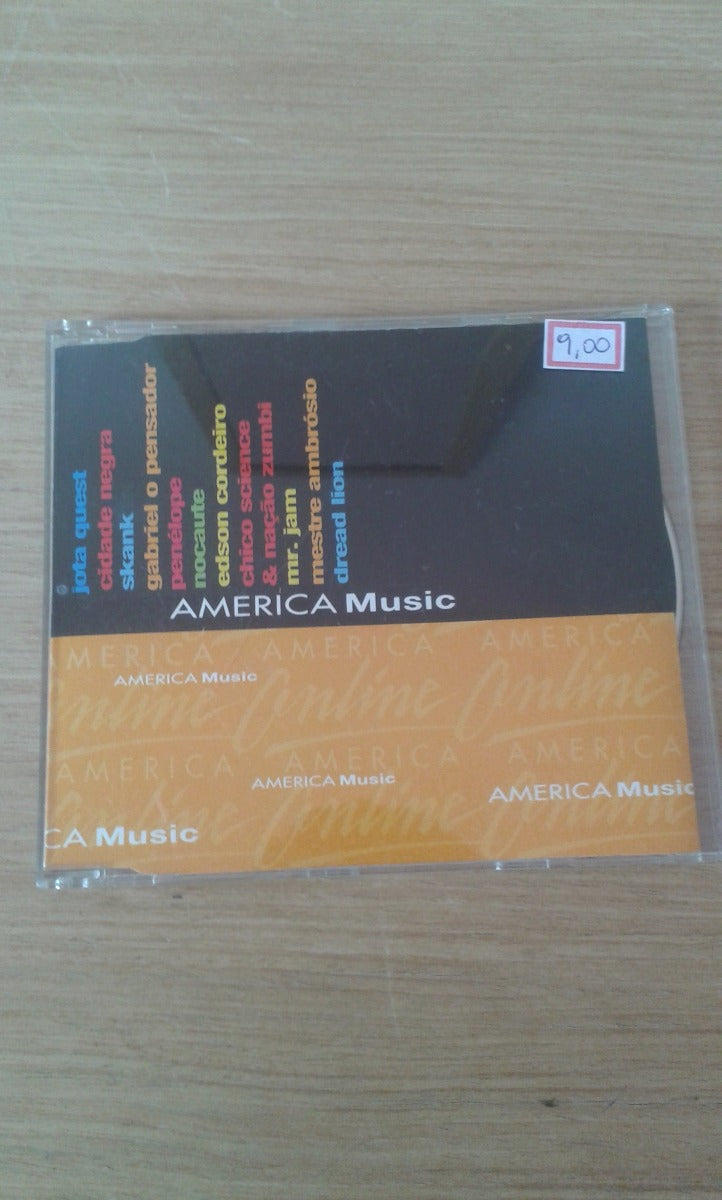 9,00
jota quest
cidade negra
skank
gabriel o pensador
penélope
nocaute
edson cordeiro
chico science
& nação zumbi
mr. jam
mestre ambrósio
dread lion
AMERICA Music
AMERICA AMERICA AMERICA
AMERICA Music
Online Online
AMERICA AMERICA AMERICA
AMERICA Music
AMERICA Music
CA Music
Online Online